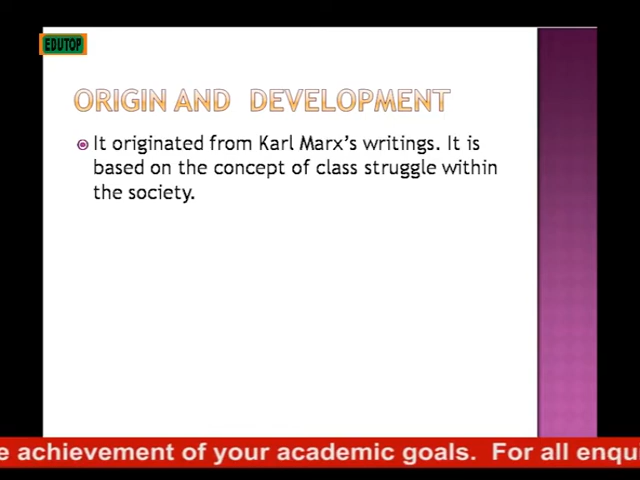 EDUTOP
ORIGIN AND DEVELOPMENT
It originated from Karl Marx's writings. It is
based on the concept of class struggle within
the society.
achievement of your academic goals. For all